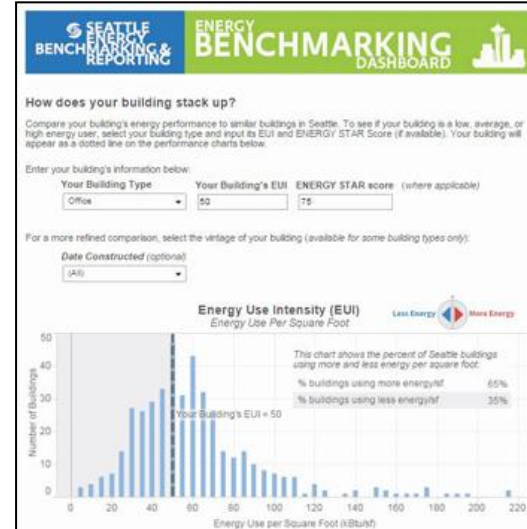 SEATTLE
ENERGY
BENCHMARKING &
REPORTING
ENERGY
BENCHMARKING
DASHBOARD
How does your building stack up?
Compare your building's energy performance to similar buildings in Seattle. To see if your building is a low, average, or
high energy user, select your building type and input its EUI and ENERGY STAR Score (if available). Your building will
appear as a dotted line on the performance charts below.
Enter your building's information below:
Your Building Type Your Building's EUI ENERGY STAR score (where applicable)
Office 50 75
For a more refined comparison, select the vintage of your building (available for some building types only):
Date Constructed (optional)
(All)
Energy Use Intensity (EUI)
Energy Use Per Square Foot
Less Energy More Energy
This chart shows the percent of Seattle buildings
using more and less energy per square foot.
% buildings using more energy/sf 65%
% buildings using less energy/sf 35%
Your Building's EUI = 50
Number of Buildings
50
40
30
20
10
0
0 20 40 60 80 100 120 140 160 180 200 220
Energy Use per Square Foot (kBtu/sf)